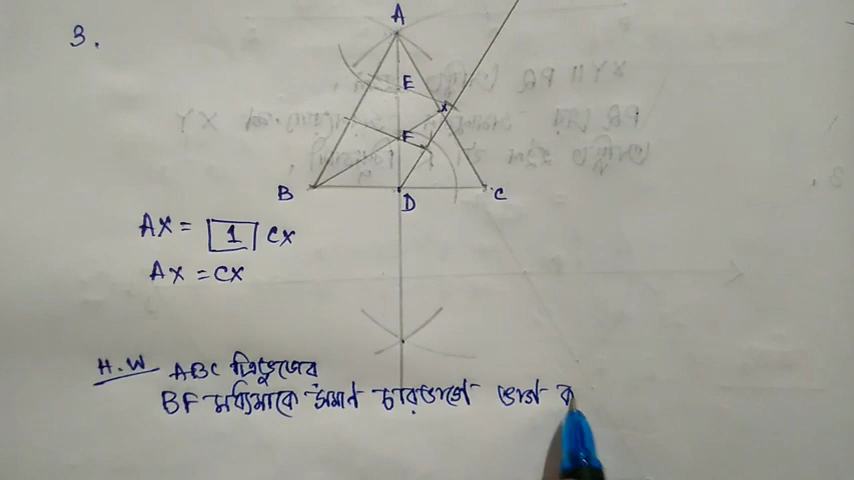 3.
A
E
X
F
B
D
C
AX = 1 CX
AX = CX
H.W ABC ত্রিভুজের
BF মধ্যমাকে সমান চারভাগে ভাগ ক